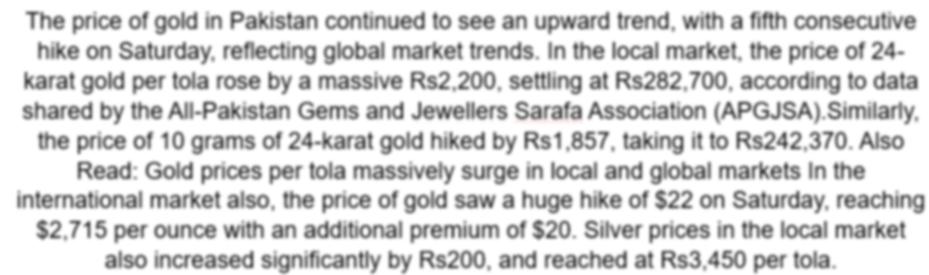 The price of gold in Pakistan continued to see an upward trend, with a fifth consecutive
hike on Saturday, reflecting global market trends. In the local market, the price of 24-
karat gold per tola rose by a massive Rs2,200, settling at Rs282,700, according to data
shared by the All-Pakistan Gems and Jewellers Sarafa Association (APGJSA).Similarly,
the price of 10 grams of 24-karat gold hiked by Rs1,857, taking it to Rs242,370. Also
Read: Gold prices per tola massively surge in local and global markets In the
international market also, the price of gold saw a huge hike of $22 on Saturday, reaching
$2,715 per ounce with an additional premium of $20. Silver prices in the local market
also increased significantly by Rs200, and reached at Rs3,450 per tola.